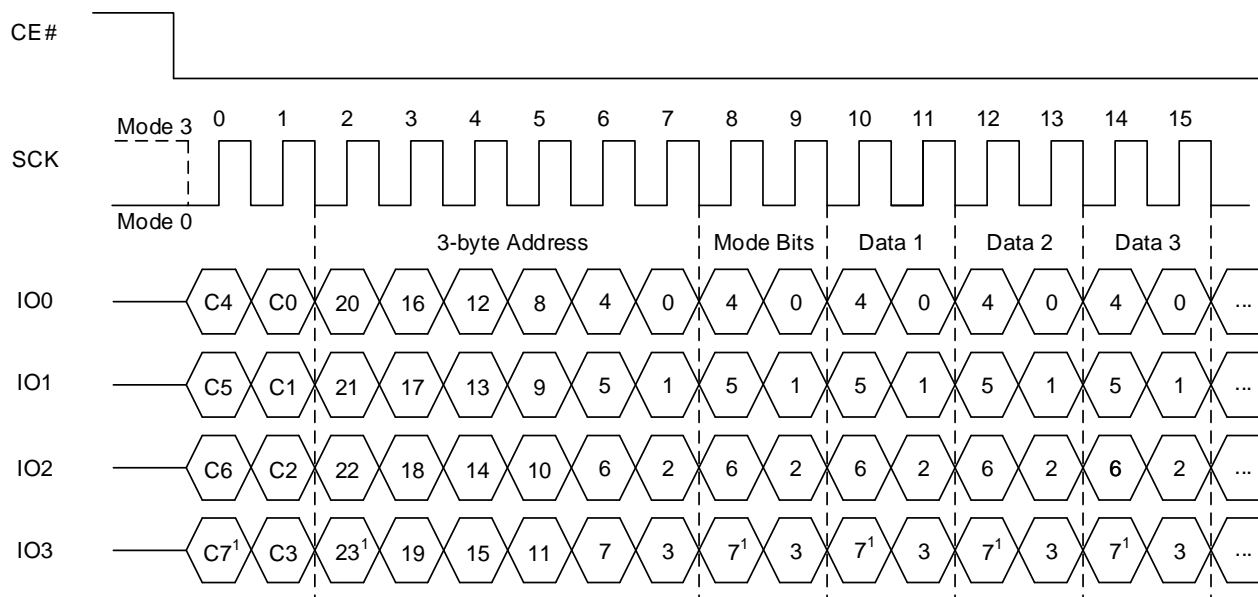 CE#
0 1 2 3 4 5 6 7 8 9 10 11 12 13 14 15
Mode 3
SCK
Mode 0
3-byte Address Mode Bits Data 1 Data 2 Data 3
IO0 C4 C0 20 16 12 8 4 0 4 0 4 0 4 0 4 0 ...
IO1 C5 C1 21 17 13 9 5 1 5 1 5 1 5 1 5 1 ...
IO2 C6 C2 22 18 14 10 6 2 6 2 6 2 6 2 6 2 ...
IO3 C7¹ C3 23¹ 19 15 11 7 3 7¹ 3 7¹ 3 7¹ 3 7¹ 3 ...